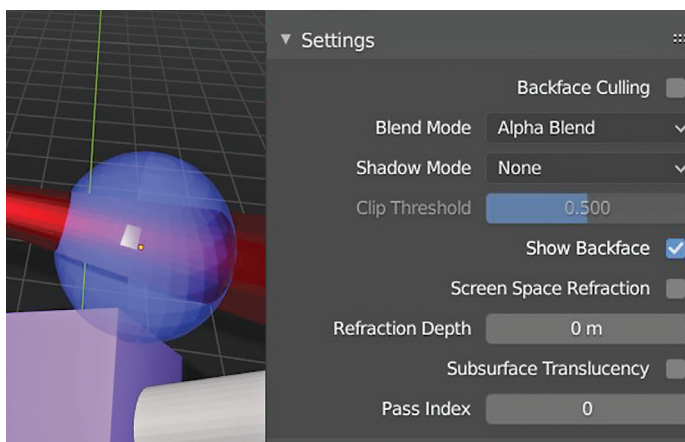 Settings
Backface Culling
Blend Mode Alpha Blend
Shadow Mode None
Clip Threshold 0.500
Show Backface
Screen Space Refraction
Refraction Depth 0 m
Subsurface Translucency
Pass Index 0